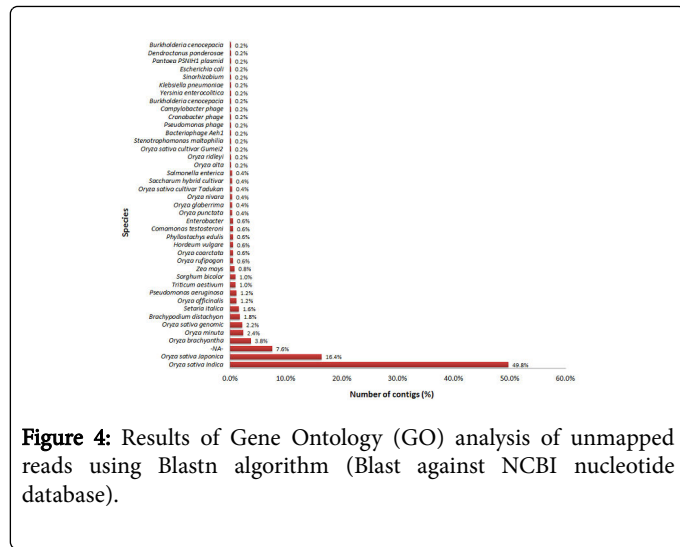 Burkholderia cenocepacia 0.2%
Dendroctonus ponderosae 0.2%
Pantoea PSNIH1 plasmid 0.2%
Escherichia coli 0.2%
Sinorhizobium 0.2%
Klebsiella pneumoniae 0.2%
Yersinia enterocolitica 0.2%
Burkholderia cenocepacia 0.2%
Campylobacter phage 0.2%
Cronobacter phage 0.2%
Pseudomonas phage 0.2%
Bacteriophage Aeh1 0.2%
Stenotrophomonas maltophilia 0.2%
Oryza sativa cultivar Gumei2 0.2%
Oryza ridleyi 0.2%
Oryza alta 0.2%
Salmonella enterica 0.4%
Saccharum hybrid cultivar 0.4%
Oryza sativa cultivar Tadukan 0.4%
Oryza nivara 0.4%
Oryza glaberrima 0.4%
Oryza punctata 0.4%
Enterobacter 0.6%
Comamonas testosteroni 0.6%
Phyllostachys edulis 0.6%
Hordeum vulgare 0.6%
Oryza coarctata 0.6%
Oryza rufipogon 0.6%
Zea mays 0.8%
Sorghum bicolor 1.0%
Triticum aestivum 1.0%
Pseudomonas aeruginosa 1.2%
Oryza officinalis 1.2%
Setaria italica 1.6%
Brachypodium distachyon 1.8%
Oryza sativa genomic 2.2%
Oryza minuta 2.4%
Oryza brachyantha 3.8%
-NA- 7.6%
Oryza sativa Japonica 16.4%
Oryza sativa Indica 49.8%
Species
0.0% 10.0% 20.0% 30.0% 40.0% 50.0% 60.0%
Number of contigs (%)
Figure 4: Results of Gene Ontology (GO) analysis of unmapped
reads using Blastn algorithm (Blast against NCBI nucleotide
database).